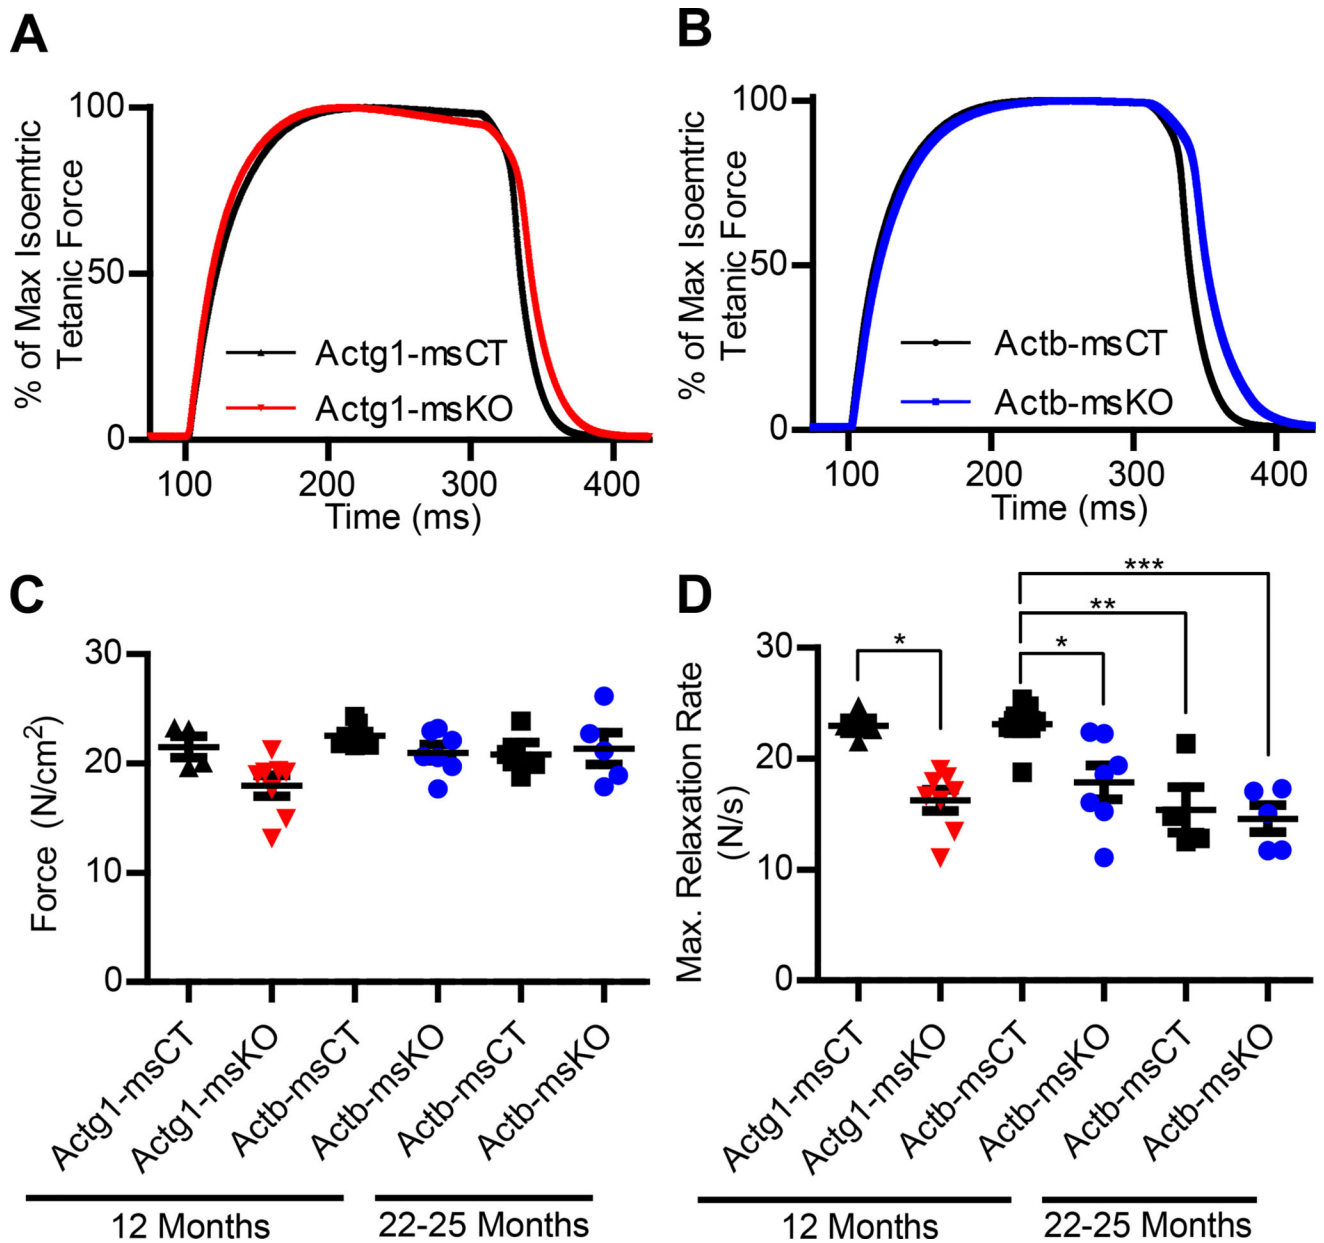 A
% of Max Isoemtric
Tetanic Force
100
50
0
Actg1-msCT
Actg1-msKO
100
200
300
400
Time (ms)
B
% of Max Isoemtric
Tetanic Force
100
50
0
Actb-msCT
Actb-msKO
100
200
300
400
Time (ms)
C
Force (N/cm²)
30
20
10
0
Actg1-msCT
Actg1-msKO
Actb-msCT
Actb-msKO
Actb-msCT
Actb-msKO
12 Months
22-25 Months
D
Max. Relaxation Rate
(N/s)
30
20
10
0
*
*
**
***
Actg1-msCT
Actg1-msKO
Actb-msCT
Actb-msKO
Actb-msCT
Actb-msKO
12 Months
22-25 Months